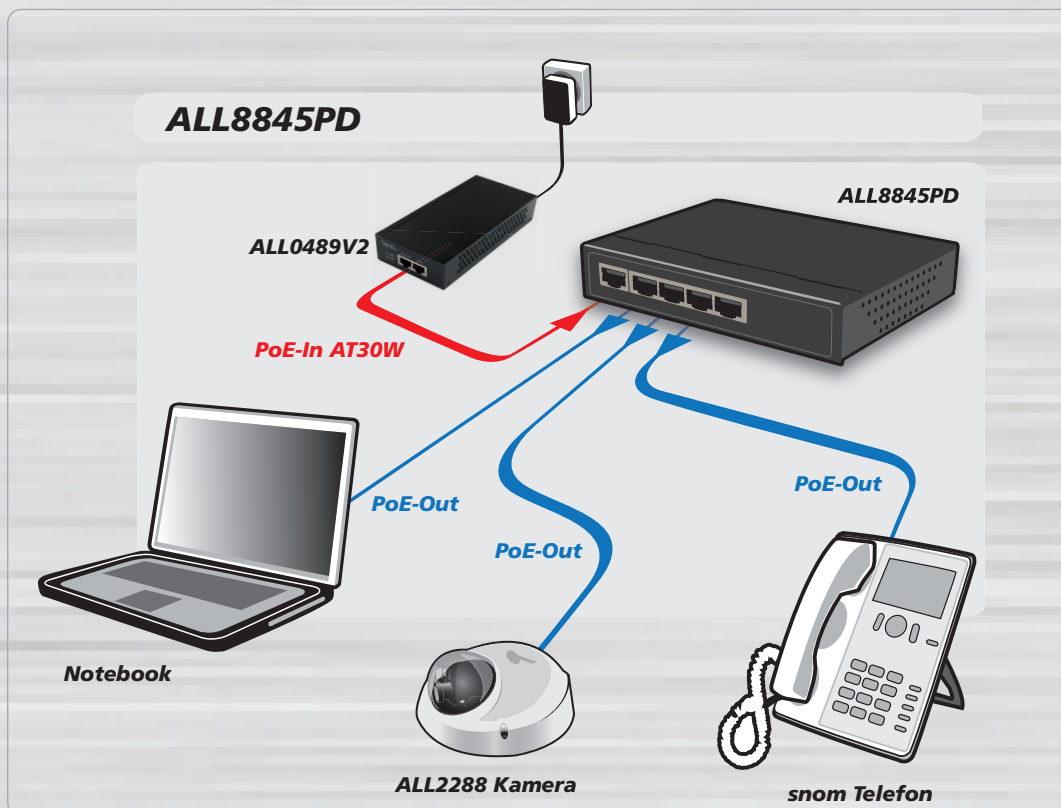 ALL8845PD
ALL8845PD
ALL0489V2
PoE-In AT30W
PoE-Out
PoE-Out
PoE-Out
Notebook
ALL2288 Kamera
snom Telefon